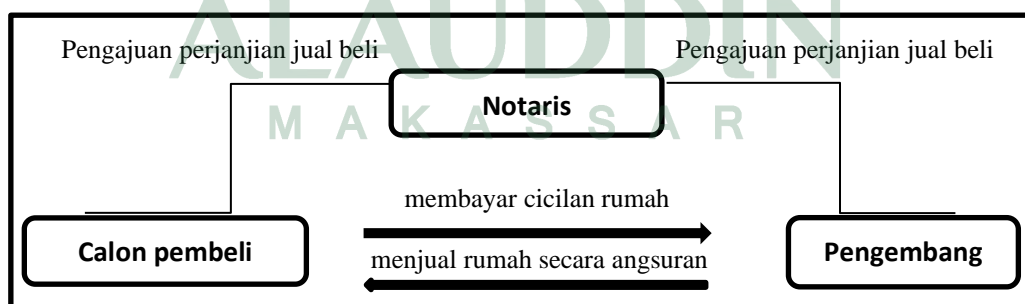 ALAUDDIN
MAKASSAR
Pengajuan perjanjian jual beli
Pengajuan perjanjian jual beli
Notaris
membayar cicilan rumah
Calon pembeli
menjual rumah secara angsuran
Pengembang